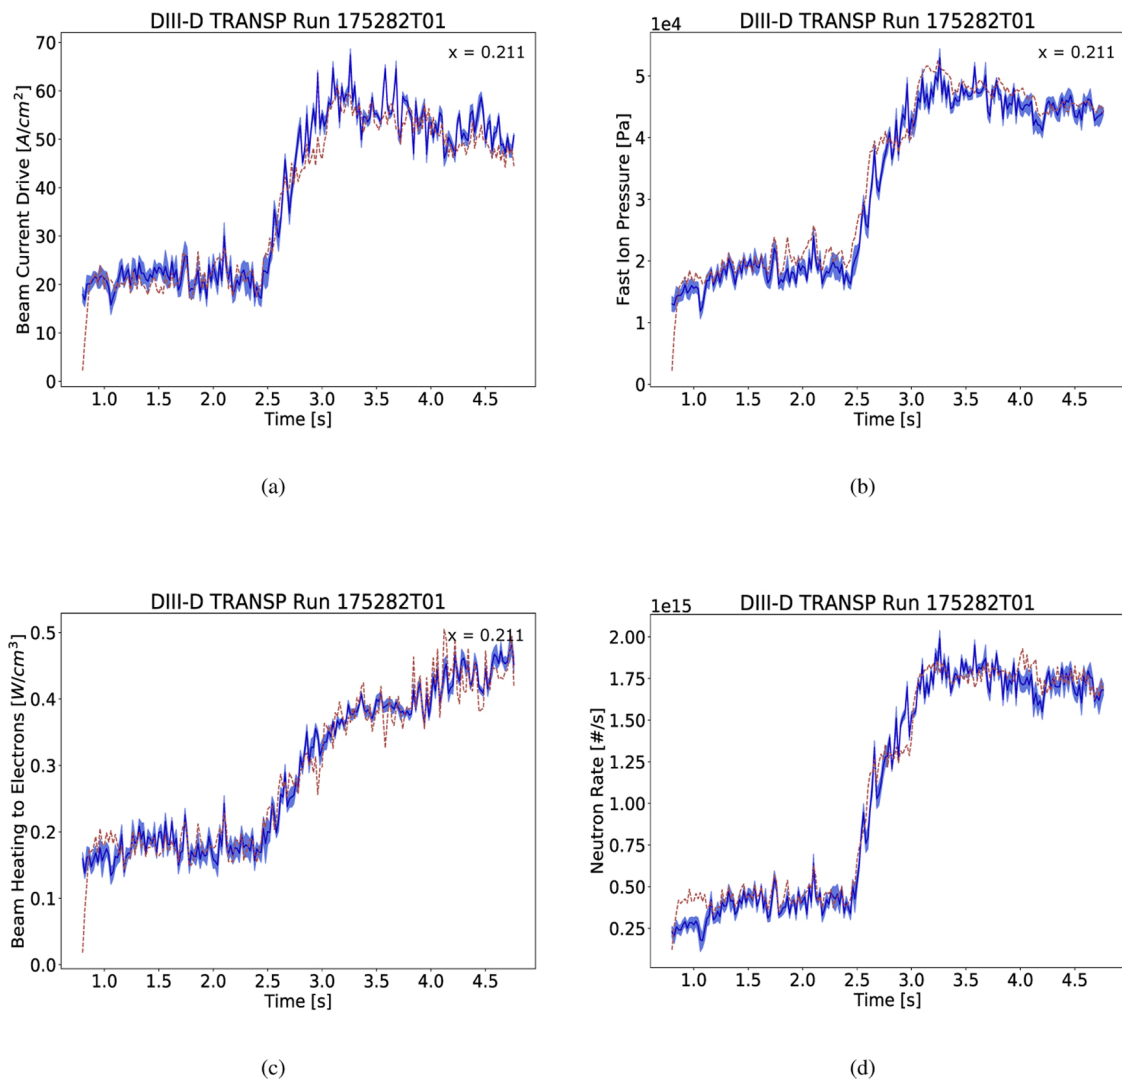 DIII-D TRANSP Run 175282T01
x = 0.211
Beam Current Drive [A/cm²]
70
60
50
40
30
20
10
0
1.0 1.5 2.0 2.5 3.0 3.5 4.0 4.5
Time [s]
(a)
1e4
DIII-D TRANSP Run 175282T01
x = 0.211
Fast Ion Pressure [Pa]
5
4
3
2
1
0
1.0 1.5 2.0 2.5 3.0 3.5 4.0 4.5
Time [s]
(b)
DIII-D TRANSP Run 175282T01
x = 0.211
Beam Heating to Electrons [W/cm³]
0.5
0.4
0.3
0.2
0.1
0.0
1.0 1.5 2.0 2.5 3.0 3.5 4.0 4.5
Time [s]
(c)
1e15
DIII-D TRANSP Run 175282T01
Neutron Rate [#/s]
2.00
1.75
1.50
1.25
1.00
0.75
0.50
0.25
1.0 1.5 2.0 2.5 3.0 3.5 4.0 4.5
Time [s]
(d)